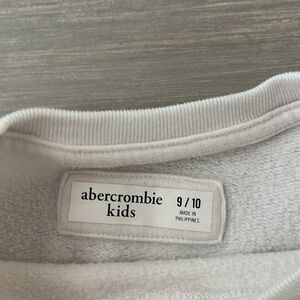 abercrombie
kids
9/10
MADE IN
PHILIPPINES